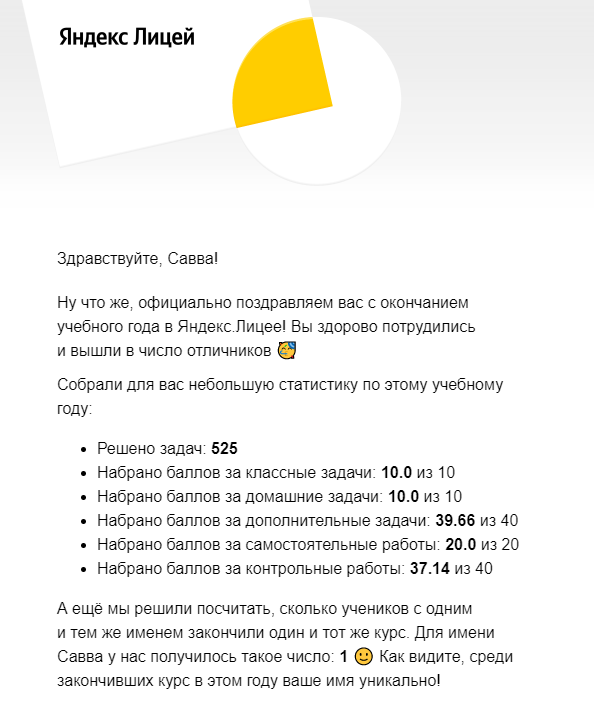 Яндекс Лицей
Здравствуйте, Савва!
Ну что же, официально поздравляем вас с окончанием
учебного года в Яндекс.Лицее! Вы здорово потрудились
и вышли в число отличников 🥳
Собрали для вас небольшую статистику по этому учебному
году:
• Решено задач: 525
• Набрано баллов за классные задачи: 10.0 из 10
• Набрано баллов за домашние задачи: 10.0 из 10
• Набрано баллов за дополнительные задачи: 39.66 из 40
• Набрано баллов за самостоятельные работы: 20.0 из 20
• Набрано баллов за контрольные работы: 37.14 из 40
А ещё мы решили посчитать, сколько учеников с одним
и тем же именем закончили один и тот же курс. Для имени
Савва у нас получилось такое число: 1 🙂 Как видите, среди
закончивших курс в этом году ваше имя уникально!